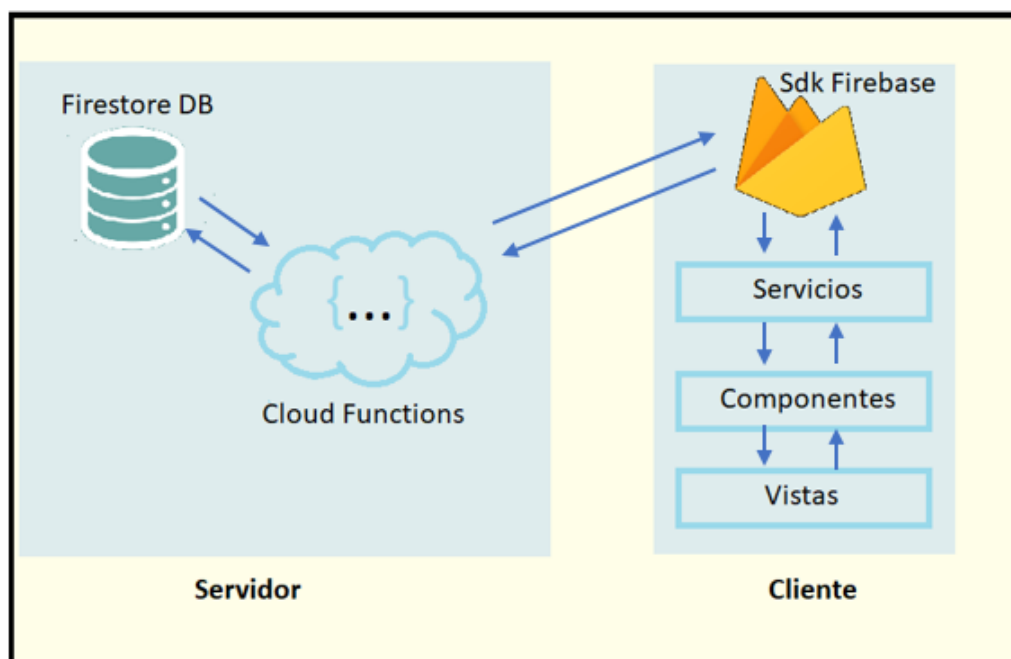 Firestore DB
{...}
Cloud Functions
Servidor
Sdk Firebase
Servicios
Componentes
Vistas
Cliente